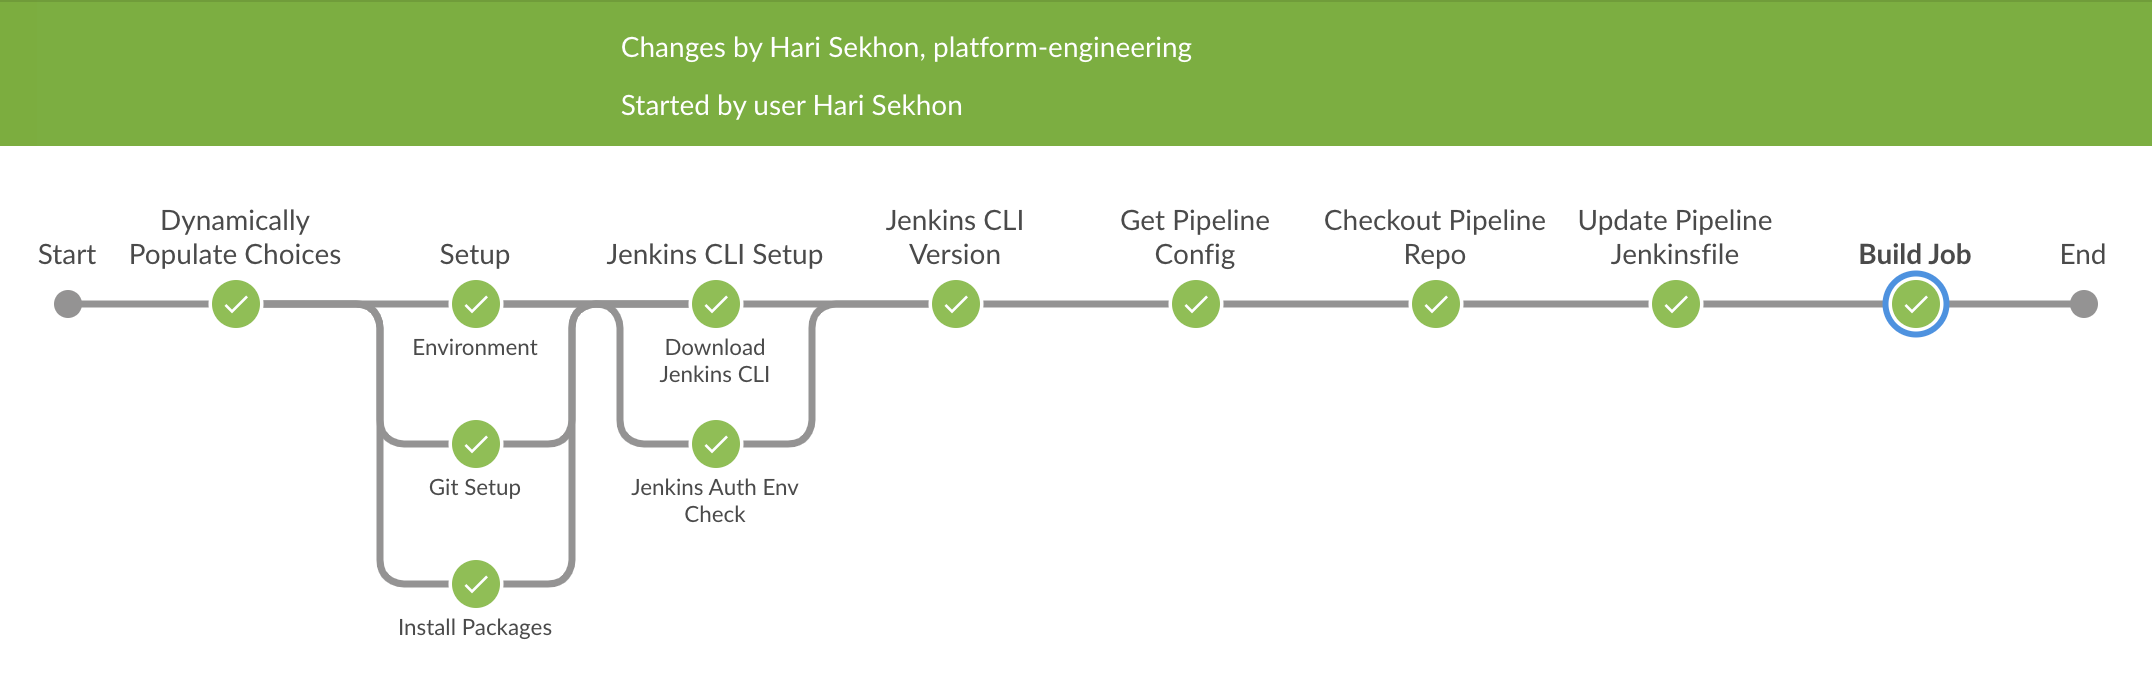 Changes by Hari Sekhon, platform-engineering
Started by user Hari Sekhon
Start
Dynamically
Populate Choices
Setup
Jenkins CLI Setup
Jenkins CLI
Version
Get Pipeline
Config
Checkout Pipeline
Repo
Update Pipeline
Jenkinsfile
Build Job
End
Environment
Download
Jenkins CLI
Git Setup
Jenkins Auth Env
Check
Install Packages